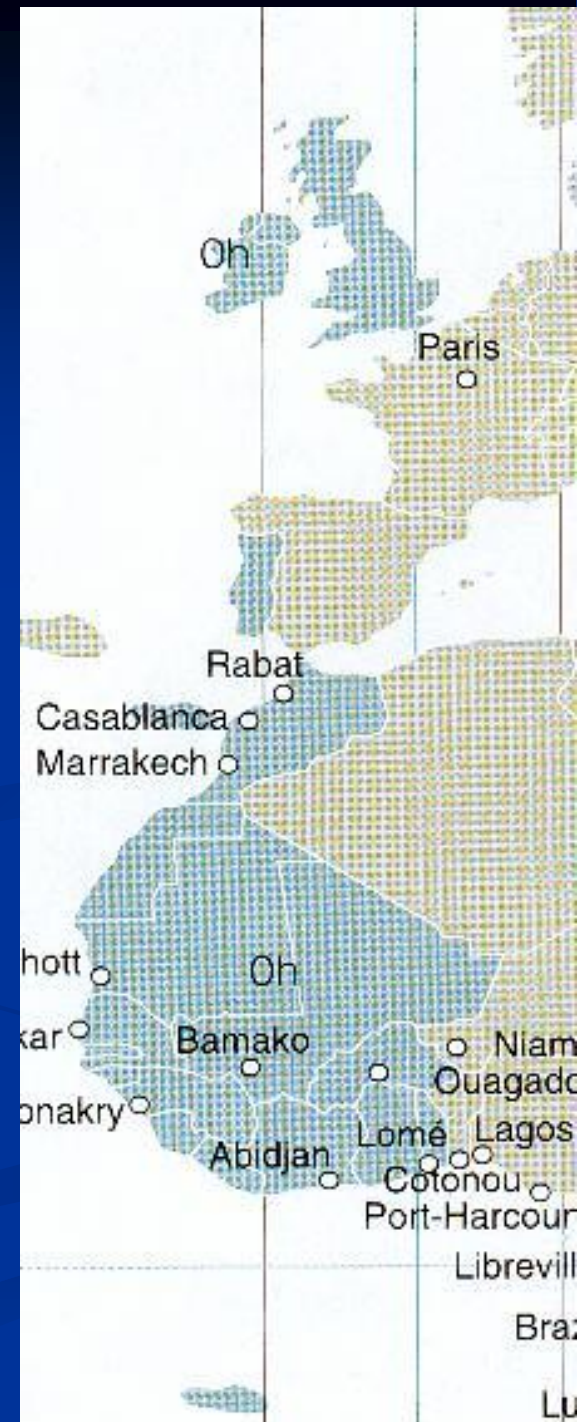 0h
Paris
Rabat
Casablanca
Marrakech
hott
0h
kar
Bamako
Niam
Ouagado
onakry
Lomé
Lagos
Abidjan
Cotonou
Port-Harcour
Librevill
Braz
Lu